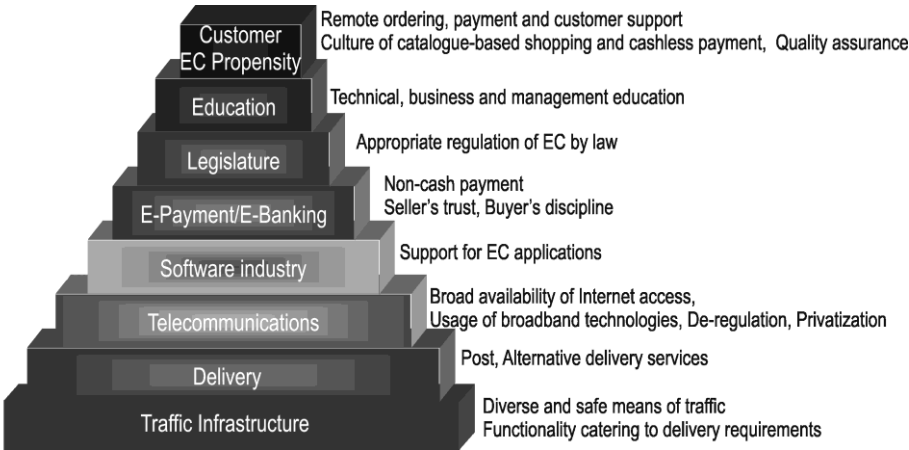 Customer
EC Propensity
Remote ordering, payment and customer support
Culture of catalogue-based shopping and cashless payment, Quality assurance
Education
Technical, business and management education
Legislature
Appropriate regulation of EC by law
E-Payment/E-Banking
Non-cash payment
Seller's trust, Buyer's discipline
Software industry
Support for EC applications
Telecommunications
Broad availability of Internet access,
Usage of broadband technologies, De-regulation, Privatization
Delivery
Post, Alternative delivery services
Traffic Infrastructure
Diverse and safe means of traffic
Functionality catering to delivery requirements